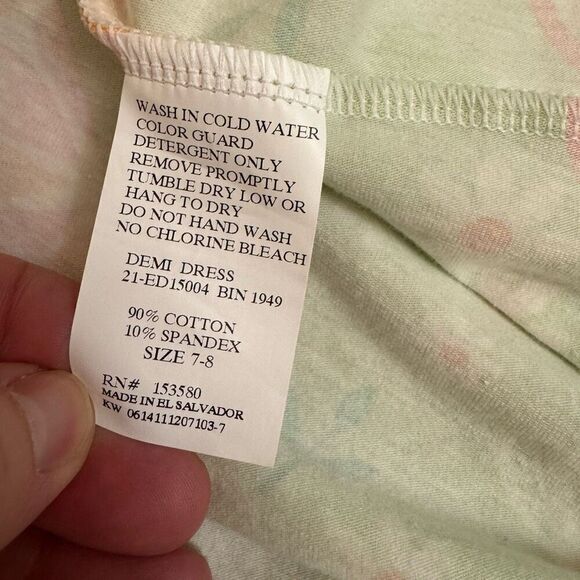 WASH IN COLD WATER
COLOR GUARD
DETERGENT ONLY
REMOVE PROMPTLY
TUMBLE DRY LOW OR
HANG TO DRY
DO NOT HAND WASH
NO CHLORINE BLEACH
DEMI DRESS
21-ED15004 BIN 1949
90% COTTON
10% SPANDEX
SIZE 7-8
RN# 153580
MADE IN EL SALVADOR
KW 0614111207103-7